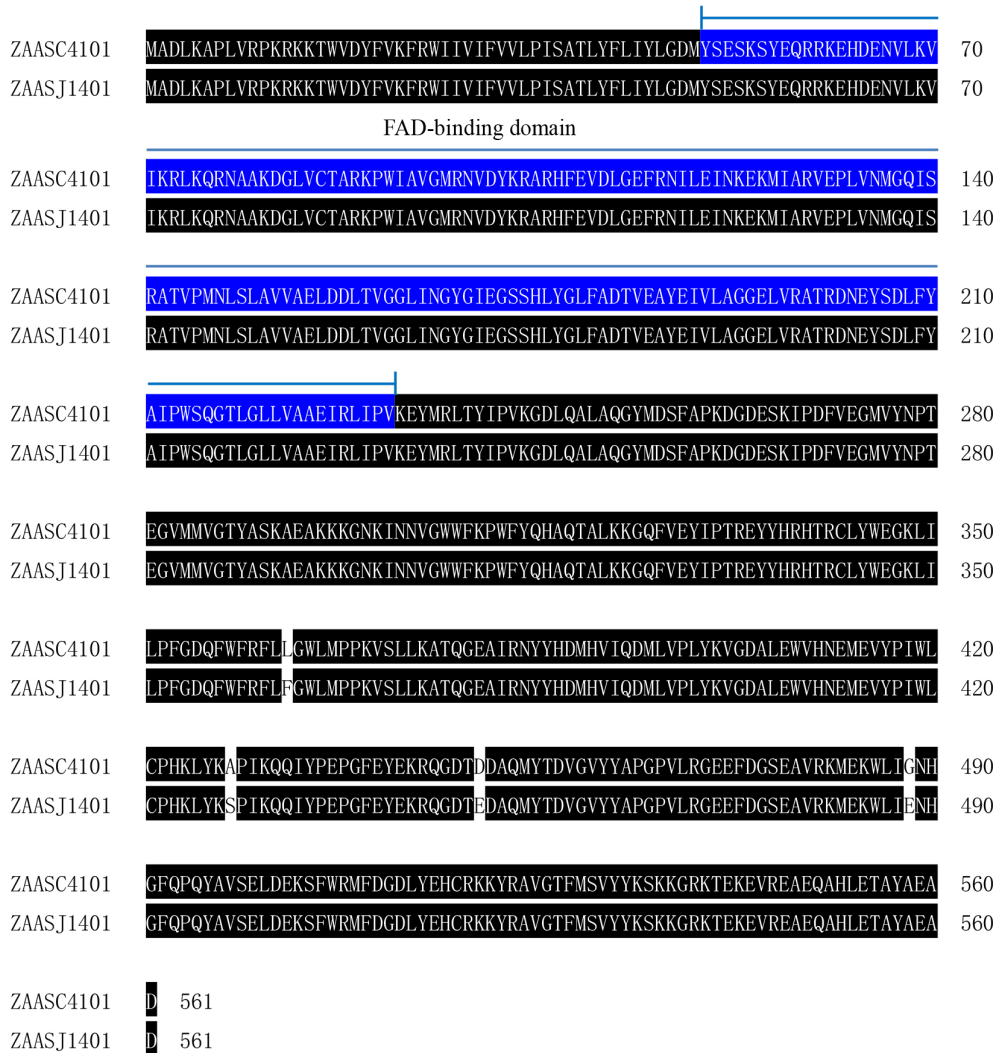 ZAASC4101 MADLKAPLVRPKRKKTWVDYFVKFRWIIVIFVVLPISATLYFLIYLGDMYSESKSYEQRRKEHDENVLKV 70
ZAASJ1401 MADLKAPLVRPKRKKTWVDYFVKFRWIIVIFVVLPISATLYFLIYLGDMYSESKSYEQRRKEHDENVLKV 70
FAD-binding domain
ZAASC4101 IKRLKQRNAAKDGLVCTARKPWIAVGMRNVDYKRARHFEVDLGEFRNILEINKEKMIARVEPLVNMGQIS 140
ZAASJ1401 IKRLKQRNAAKDGLVCTARKPWIAVGMRNVDYKRARHFEVDLGEFRNILEINKEKMIARVEPLVNMGQIS 140
ZAASC4101 RATVPMNLSLAVVAELDDLTVGGLINGYGIEGSSHLYGLFADTVEAYEIVLAGGELVRATRDNEYSDLFY 210
ZAASJ1401 RATVPMNLSLAVVAELDDLTVGGLINGYGIEGSSHLYGLFADTVEAYEIVLAGGELVRATRDNEYSDLFY 210
ZAASC4101 AIPWSQGTLGLLVAAEIRLIPVKEYMRLTYIPVKGDLQALAQGYMDSFAPKDGDESKIPDFVEGMVYNPT 280
ZAASJ1401 AIPWSQGTLGLLVAAEIRLIPVKEYMRLTYIPVKGDLQALAQGYMDSFAPKDGDESKIPDFVEGMVYNPT 280
ZAASC4101 EGVMMVGTYASKAEAKKKGNKINNVGWWFKPWFYQHAQTALKKGQFVEYIPTREYYHRHTRCLYWEGKLI 350
ZAASJ1401 EGVMMVGTYASKAEAKKKGNKINNVGWWFKPWFYQHAQTALKKGQFVEYIPTREYYHRHTRCLYWEGKLI 350
ZAASC4101 LPFGDQFWFRFLLGWLMPPKVSLLKATQGEAIRNYYHDMHVIQDMLVPLYKVGDALEWVHNEMEVYPIWL 420
ZAASJ1401 LPFGDQFWFRFLFGWLMPPKVSLLKATQGEAIRNYYHDMHVIQDMLVPLYKVGDALEWVHNEMEVYPIWL 420
ZAASC4101 CPHKLYKAPIKQQIYPEPGFEYEKRQGDTDDAQMYTDVGVYYAPGPVLRGEEFDGSEAVRKMEKWLIGNH 490
ZAASJ1401 CPHKLYKSPIKQQIYPEPGFEYEKRQGDTEDAQMYTDVGVYYAPGPVLRGEEFDGSEAVRKMEKWLIENH 490
ZAASC4101 GFQPQYAVSELDEKSFWRMFDGDLYEHCRKKYRAVGTFMSVYYKSKKGRKTEKEVREAEQAHLETAYAEA 560
ZAASJ1401 GFQPQYAVSELDEKSFWRMFDGDLYEHCRKKYRAVGTFMSVYYKSKKGRKTEKEVREAEQAHLETAYAEA 560
ZAASC4101 D 561
ZAASJ1401 D 561